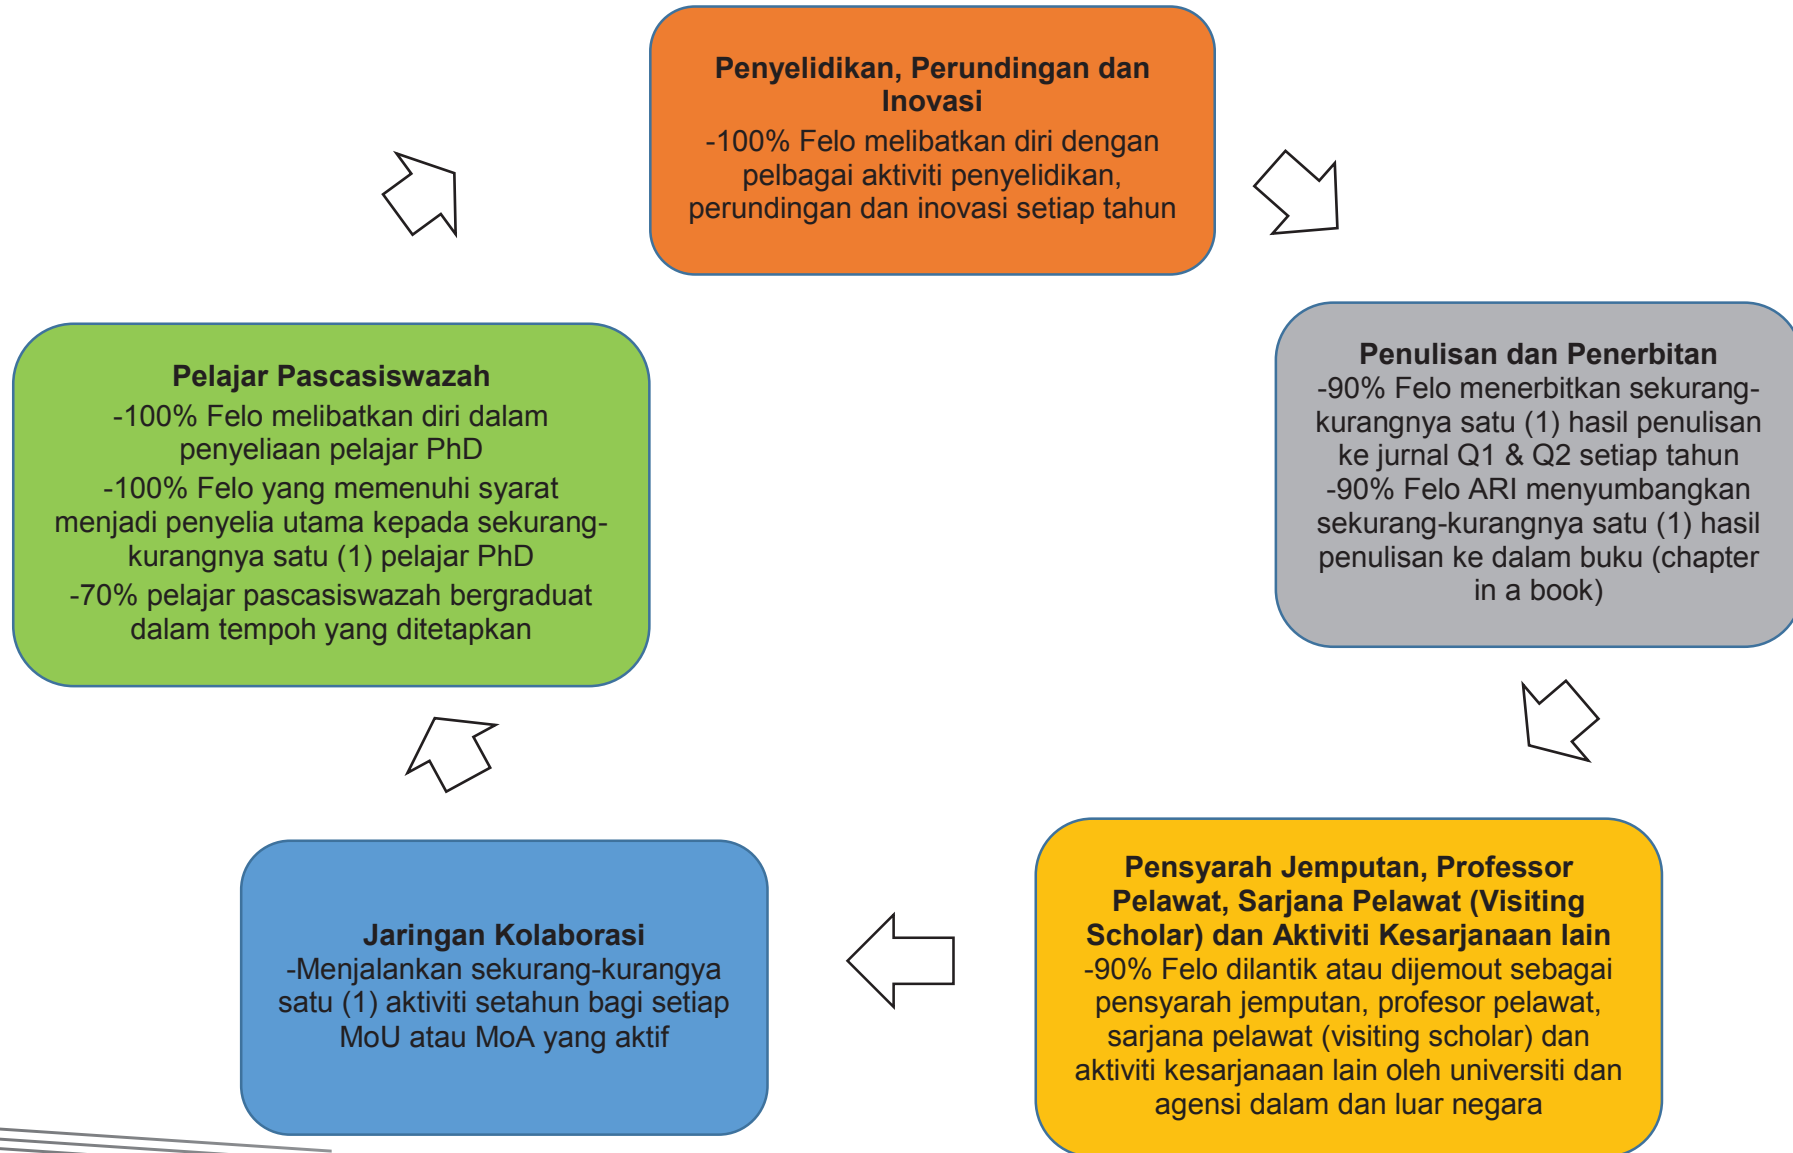 Penyelidikan, Perundingan dan
Inovasi
-100% Felo melibatkan diri dengan
pelbagai aktiviti penyelidikan,
perundingan dan inovasi setiap tahun
Penulisan dan Penerbitan
-90% Felo menerbitkan sekurang-
kurangnya satu (1) hasil penulisan
ke jurnal Q1 & Q2 setiap tahun
-90% Felo ARI menyumbangkan
sekurang-kurangnya satu (1) hasil
penulisan ke dalam buku (chapter
in a book)
Pensyarah Jemputan, Professor
Pelawat, Sarjana Pelawat (Visiting
Scholar) dan Aktiviti Kesarjanaan lain
-90% Felo dilantik atau dijemout sebagai
pensyarah jemputan, profesor pelawat,
sarjana pelawat (visiting scholar) dan
aktiviti kesarjanaan lain oleh universiti dan
agensi dalam dan luar negara
Jaringan Kolaborasi
-Menjalankan sekurang-kurangya
satu (1) aktiviti setahun bagi setiap
MoU atau MoA yang aktif
Pelajar Pascasiswazah
-100% Felo melibatkan diri dalam
penyeliaan pelajar PhD
-100% Felo yang memenuhi syarat
menjadi penyelia utama kepada sekurang-
kurangnya satu (1) pelajar PhD
-70% pelajar pascasiswazah bergraduat
dalam tempoh yang ditetapkan